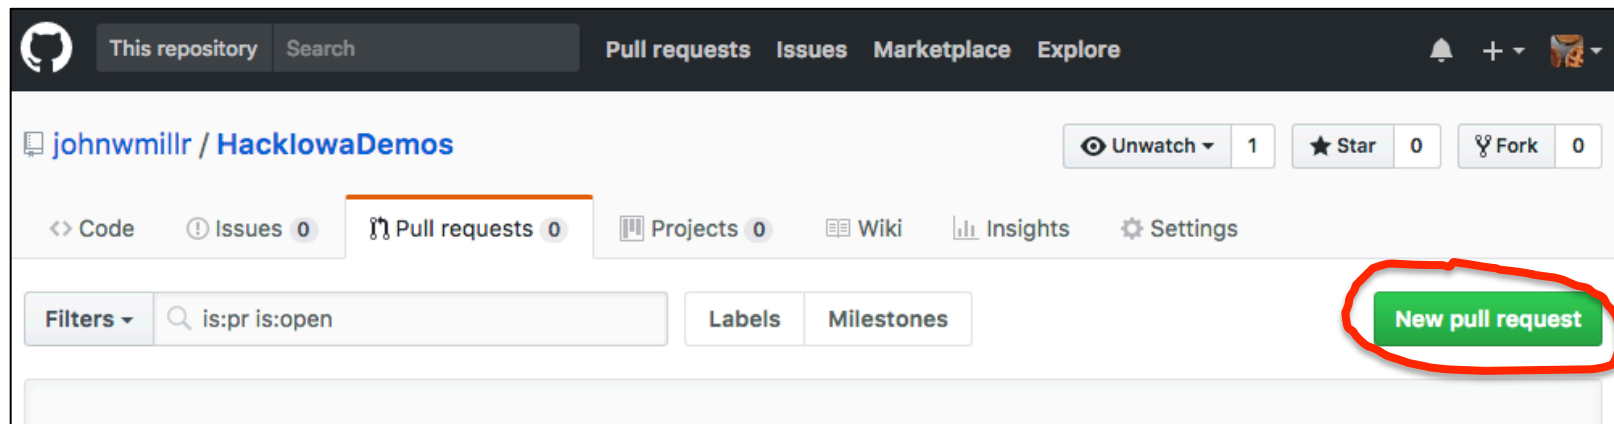 This repository Search Pull requests Issues Marketplace Explore
johnwmillr / HackIowaDemos Unwatch 1 Star 0 Fork 0
Code Issues 0 Pull requests 0 Projects 0 Wiki Insights Settings
Filters is:pr is:open Labels Milestones New pull request